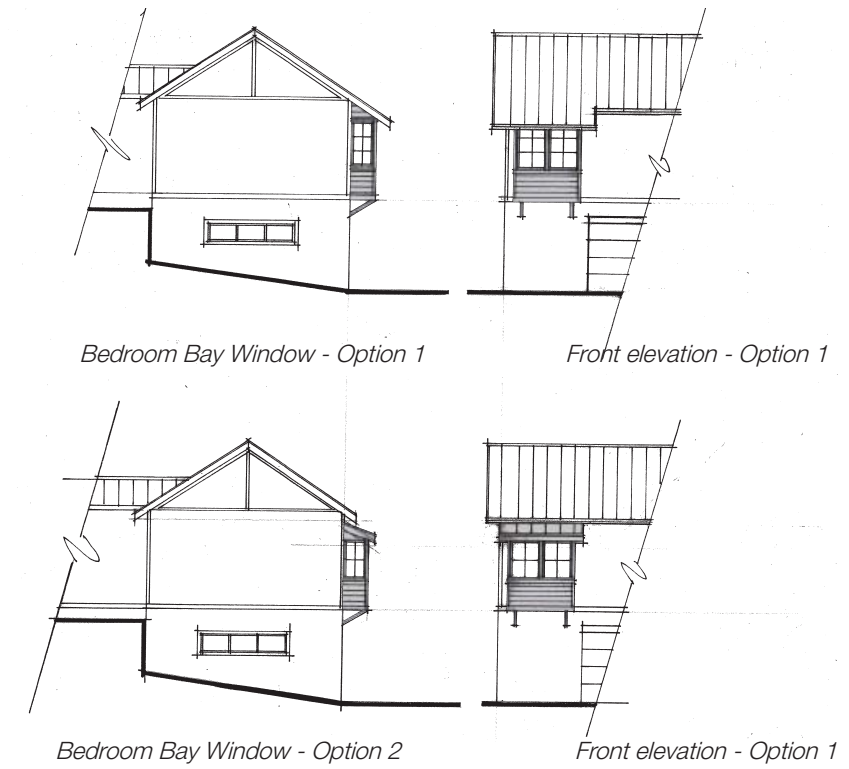 Bedroom Bay Window - Option 1
Front elevation - Option 1
Bedroom Bay Window - Option 2
Front elevation - Option 1